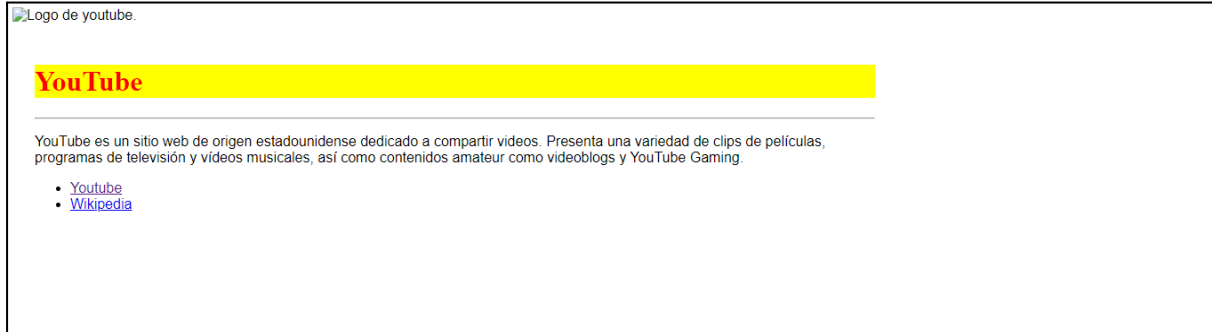 Logo de youtube.
YouTube
YouTube es un sitio web de origen estadounidense dedicado a compartir videos. Presenta una variedad de clips de películas,
programas de televisión y vídeos musicales, así como contenidos amateur como videoblogs y YouTube Gaming.
Youtube
Wikipedia